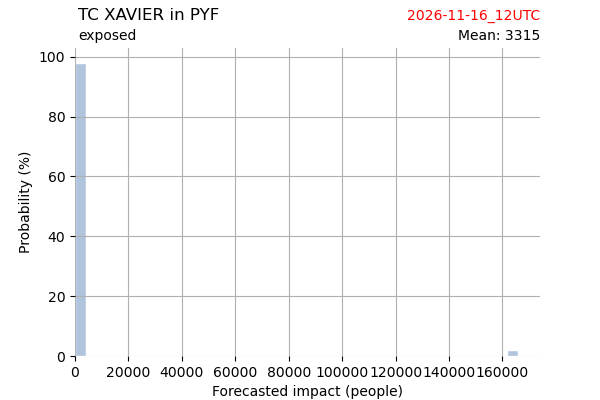 TC XAVIER in PYF
2026-11-16_12UTC
exposed
Mean: 3315
100
80
60
40
20
0
Probability (%)
0 20000 40000 60000 80000 100000 120000 140000 160000
Forecasted impact (people)